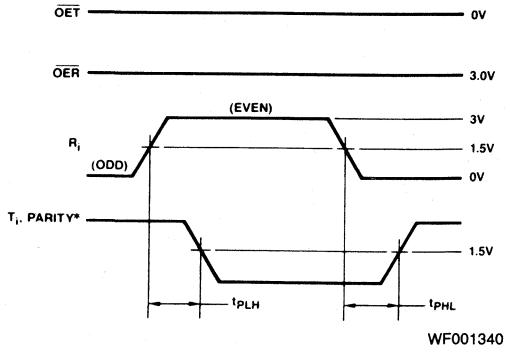 OET 0V
OER 3.0V
(EVEN) 3V
Ri 1.5V
(ODD) 0V
Ti, PARITY*
1.5V
tPLH tPHL
WF001340